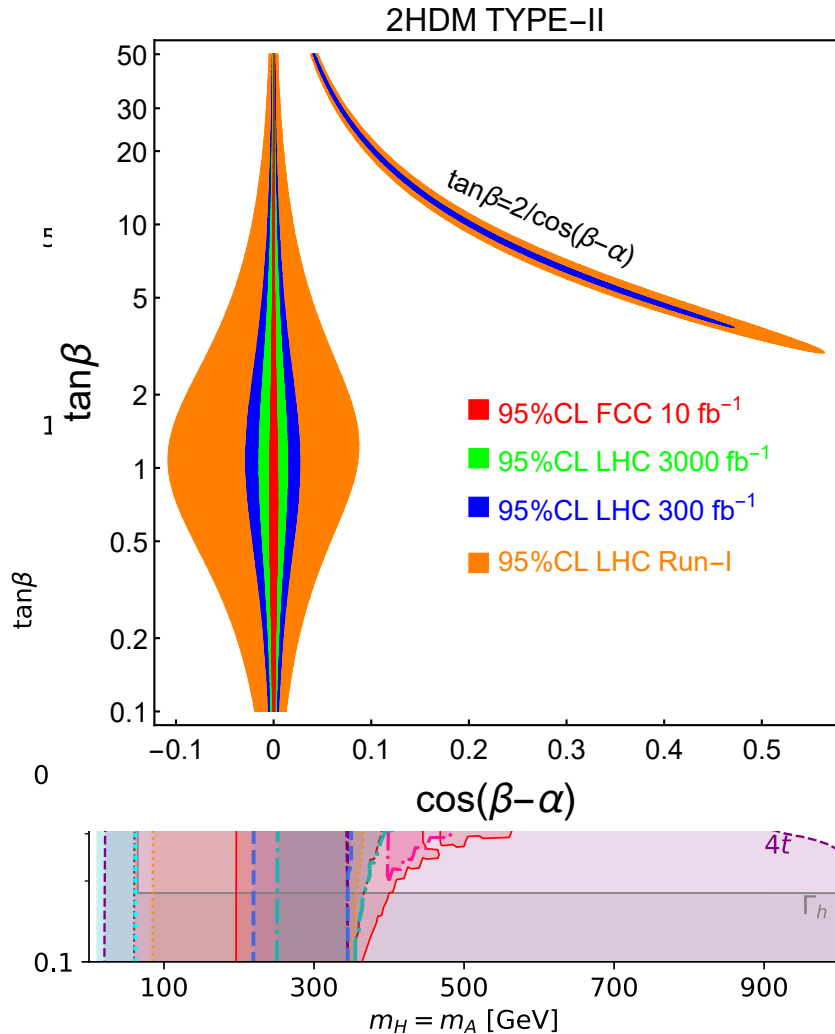 2HDM TYPE−II
50
30
20
10
5
2
1
0.5
0.2
0.1
tanβ
tanβ=2/cos(β−α)
95%CL FCC 10 fb⁻¹
95%CL LHC 3000 fb⁻¹
95%CL LHC 300 fb⁻¹
95%CL LHC Run−I
−0.1 0 0.1 0.2 0.3 0.4 0.5
cos(β−α)
1
tanβ
0
4t
Γh
0.1
100 300 500 700 900
mH = mA [GeV]